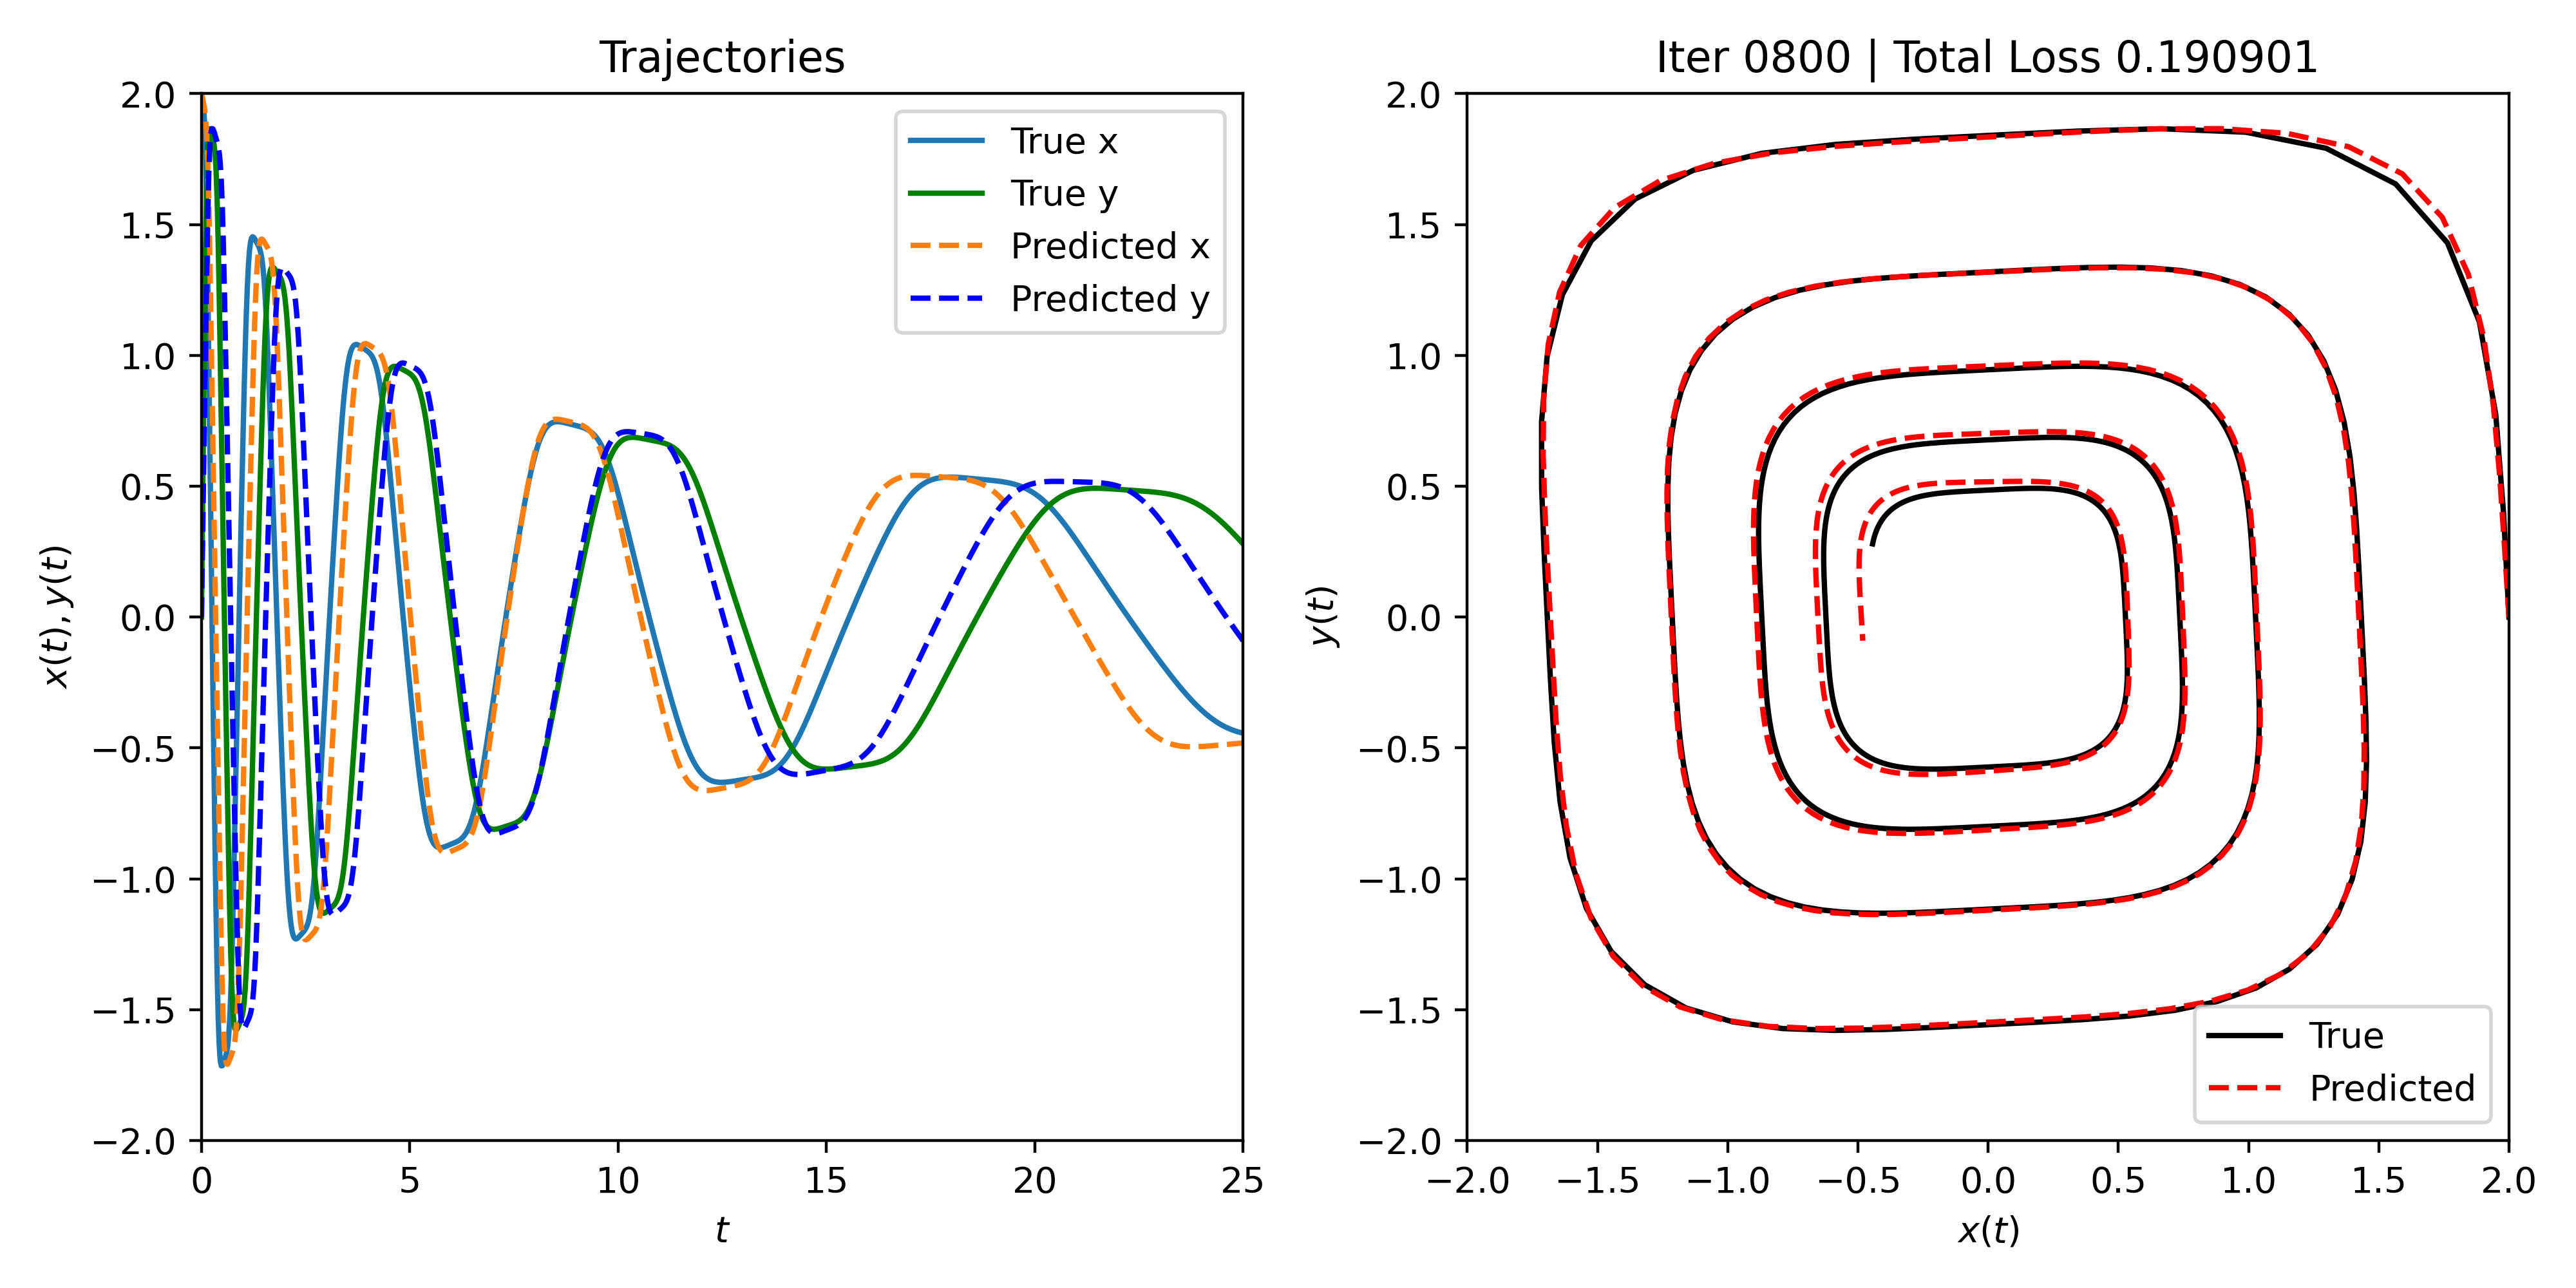 Trajectories
2.0
1.5
1.0
0.5
0.0
−0.5
−1.0
−1.5
−2.0
x(t), y(t)
0 5 10 15 20 25
t
True x
True y
Predicted x
Predicted y
Iter 0800 | Total Loss 0.190901
2.0
1.5
1.0
0.5
0.0
−0.5
−1.0
−1.5
−2.0
y(t)
−2.0 −1.5 −1.0 −0.5 0.0 0.5 1.0 1.5 2.0
x(t)
True
Predicted